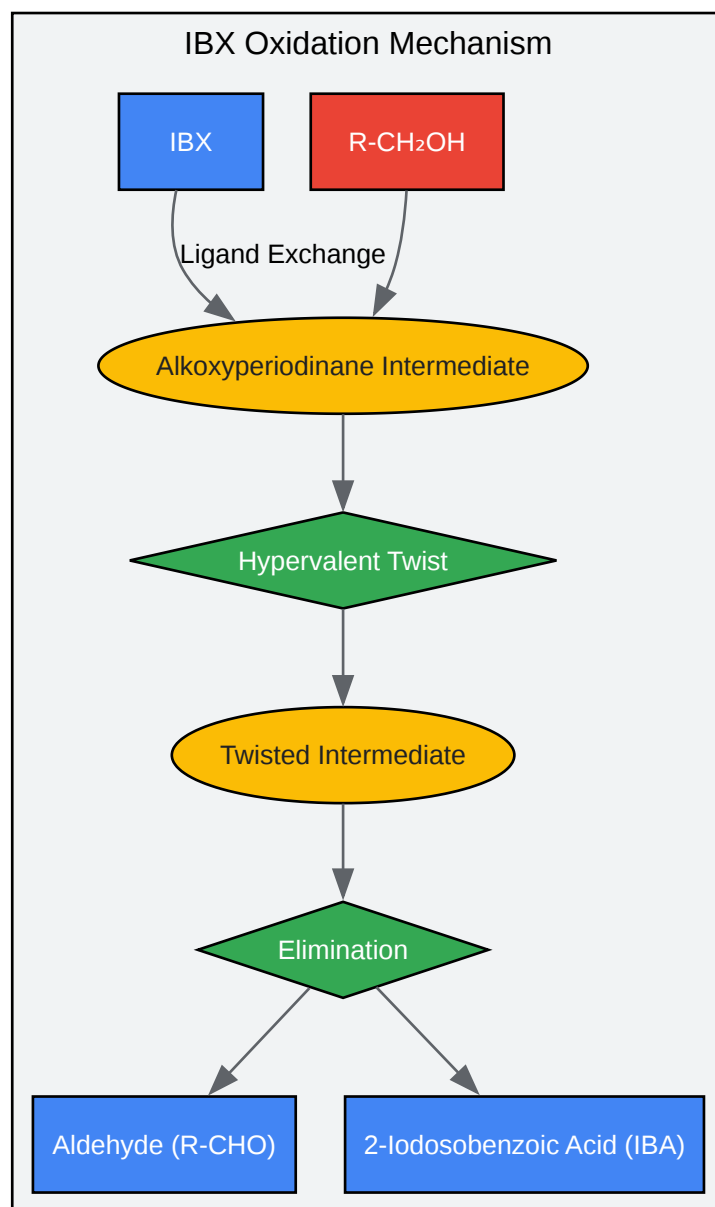 IBX Oxidation Mechanism
IBX
R-CH₂OH
Ligand Exchange
Alkoxyperiodinane Intermediate
Hypervalent Twist
Twisted Intermediate
Elimination
Aldehyde (R-CHO)
2-Iodosobenzoic Acid (IBA)